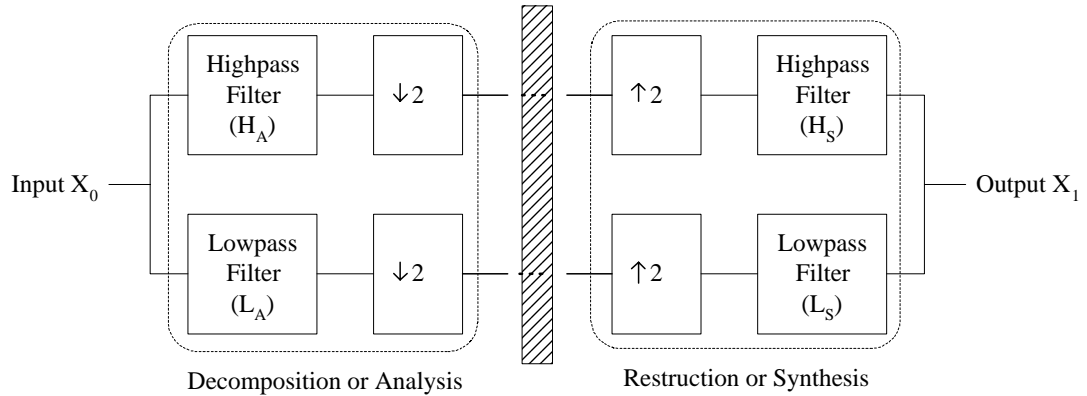 Highpass
Filter
(H_A)
↓2
↑2
Highpass
Filter
(H_S)
Input X_0
Output X_1
Lowpass
Filter
(L_A)
↓2
↑2
Lowpass
Filter
(L_S)
Decomposition or Analysis
Restruction or Synthesis